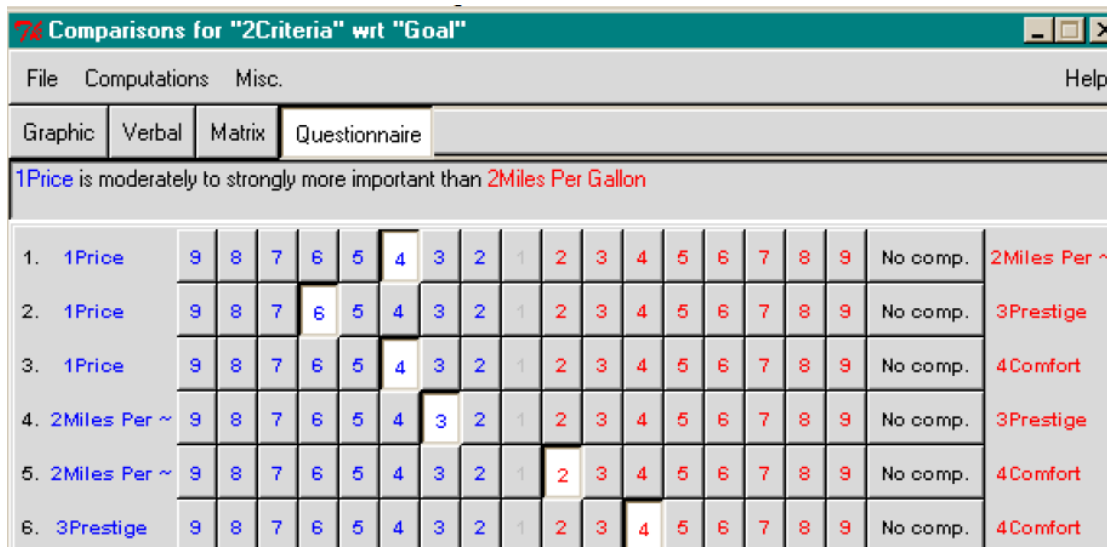 Comparisons for "2Criteria" wrt "Goal"
File Computations Misc. Help
Graphic Verbal Matrix Questionnaire
1Price is moderately to strongly more important than 2Miles Per Gallon
1. 1Price 9 8 7 6 5 4 3 2 1 2 3 4 5 6 7 8 9 No comp. 2Miles Per ~
2. 1Price 9 8 7 6 5 4 3 2 1 2 3 4 5 6 7 8 9 No comp. 3Prestige
3. 1Price 9 8 7 6 5 4 3 2 1 2 3 4 5 6 7 8 9 No comp. 4Comfort
4. 2Miles Per ~ 9 8 7 6 5 4 3 2 1 2 3 4 5 6 7 8 9 No comp. 3Prestige
5. 2Miles Per ~ 9 8 7 6 5 4 3 2 1 2 3 4 5 6 7 8 9 No comp. 4Comfort
6. 3Prestige 9 8 7 6 5 4 3 2 1 2 3 4 5 6 7 8 9 No comp. 4Comfort